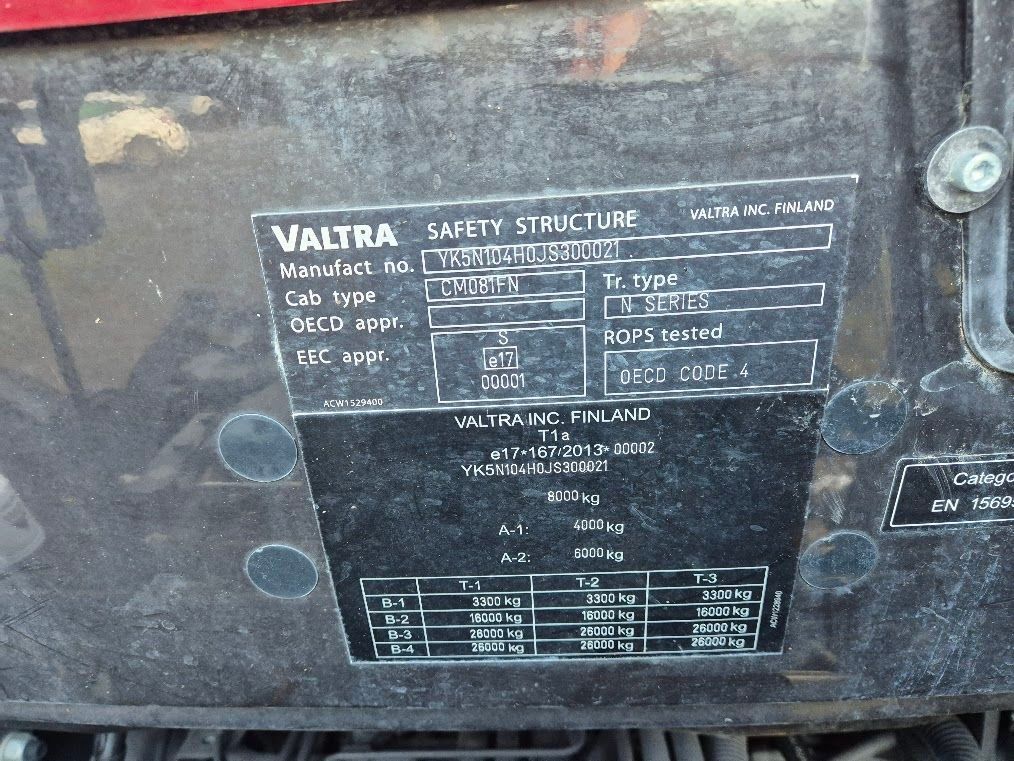 VALTRA SAFETY STRUCTURE VALTRA INC. FINLAND
Manufact no. YK5N104H0JS300021 .
Cab type CM081FN Tr. type
N SERIES
OECD appr.
EEC appr. S ROPS tested
e17
00001 OECD CODE 4
ACW1529400
VALTRA INC. FINLAND
T1a
e17*167/2013* 00002
YK5N104H0JS300021
8000 kg
A-1: 4000 kg
A-2: 6000 kg
T-1 T-2 T-3
B-1 3300 kg 3300 kg 3300 kg
B-2 16000 kg 16000 kg 16000 kg
B-3 26000 kg 26000 kg 26000 kg
B-4 26000 kg 26000 kg 26000 kg
Catego
EN 1569